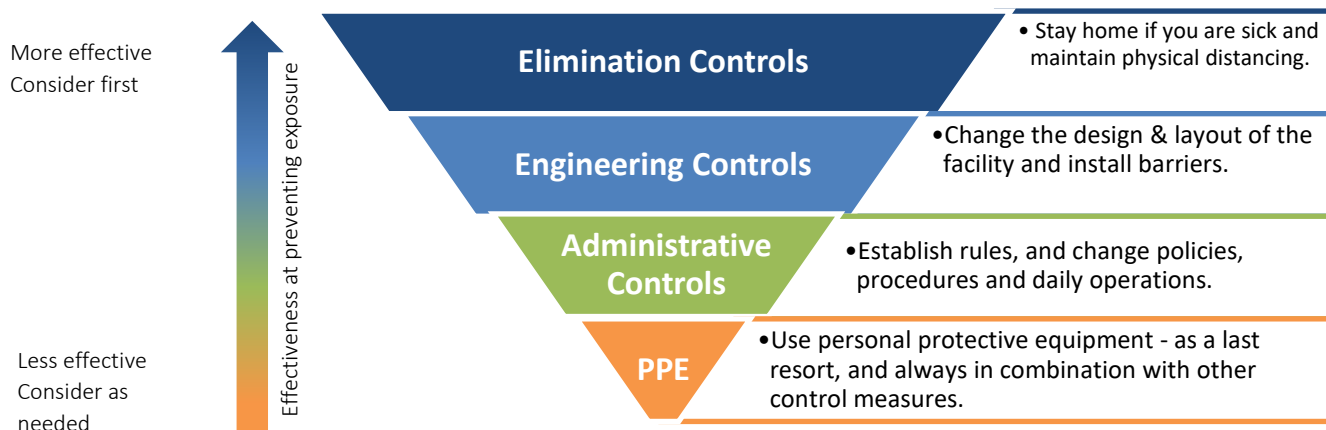 More effective
Consider first
Effectiveness at preventing exposure
Less effective
Consider as
needed
Elimination Controls
• Stay home if you are sick and
maintain physical distancing.
Engineering Controls
•Change the design & layout of the
facility and install barriers.
Administrative
Controls
•Establish rules, and change policies,
procedures and daily operations.
PPE
•Use personal protective equipment - as a last
resort, and always in combination with other
control measures.